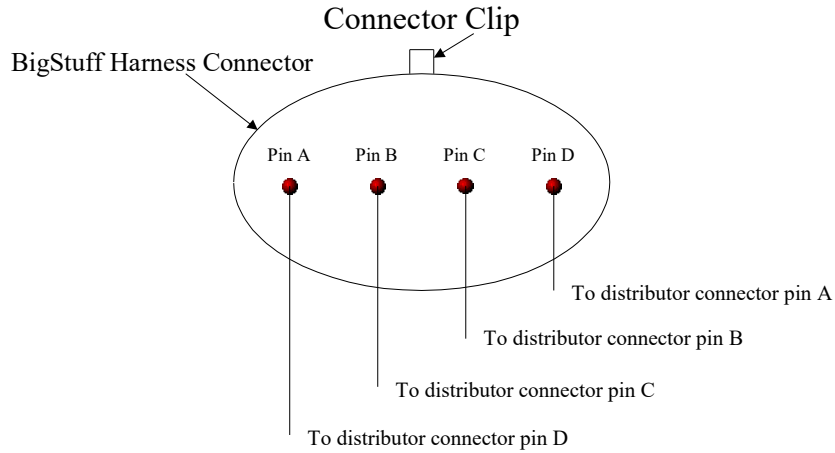 Connector Clip
BigStuff Harness Connector
Pin A Pin B Pin C Pin D
To distributor connector pin A
To distributor connector pin B
To distributor connector pin C
To distributor connector pin D